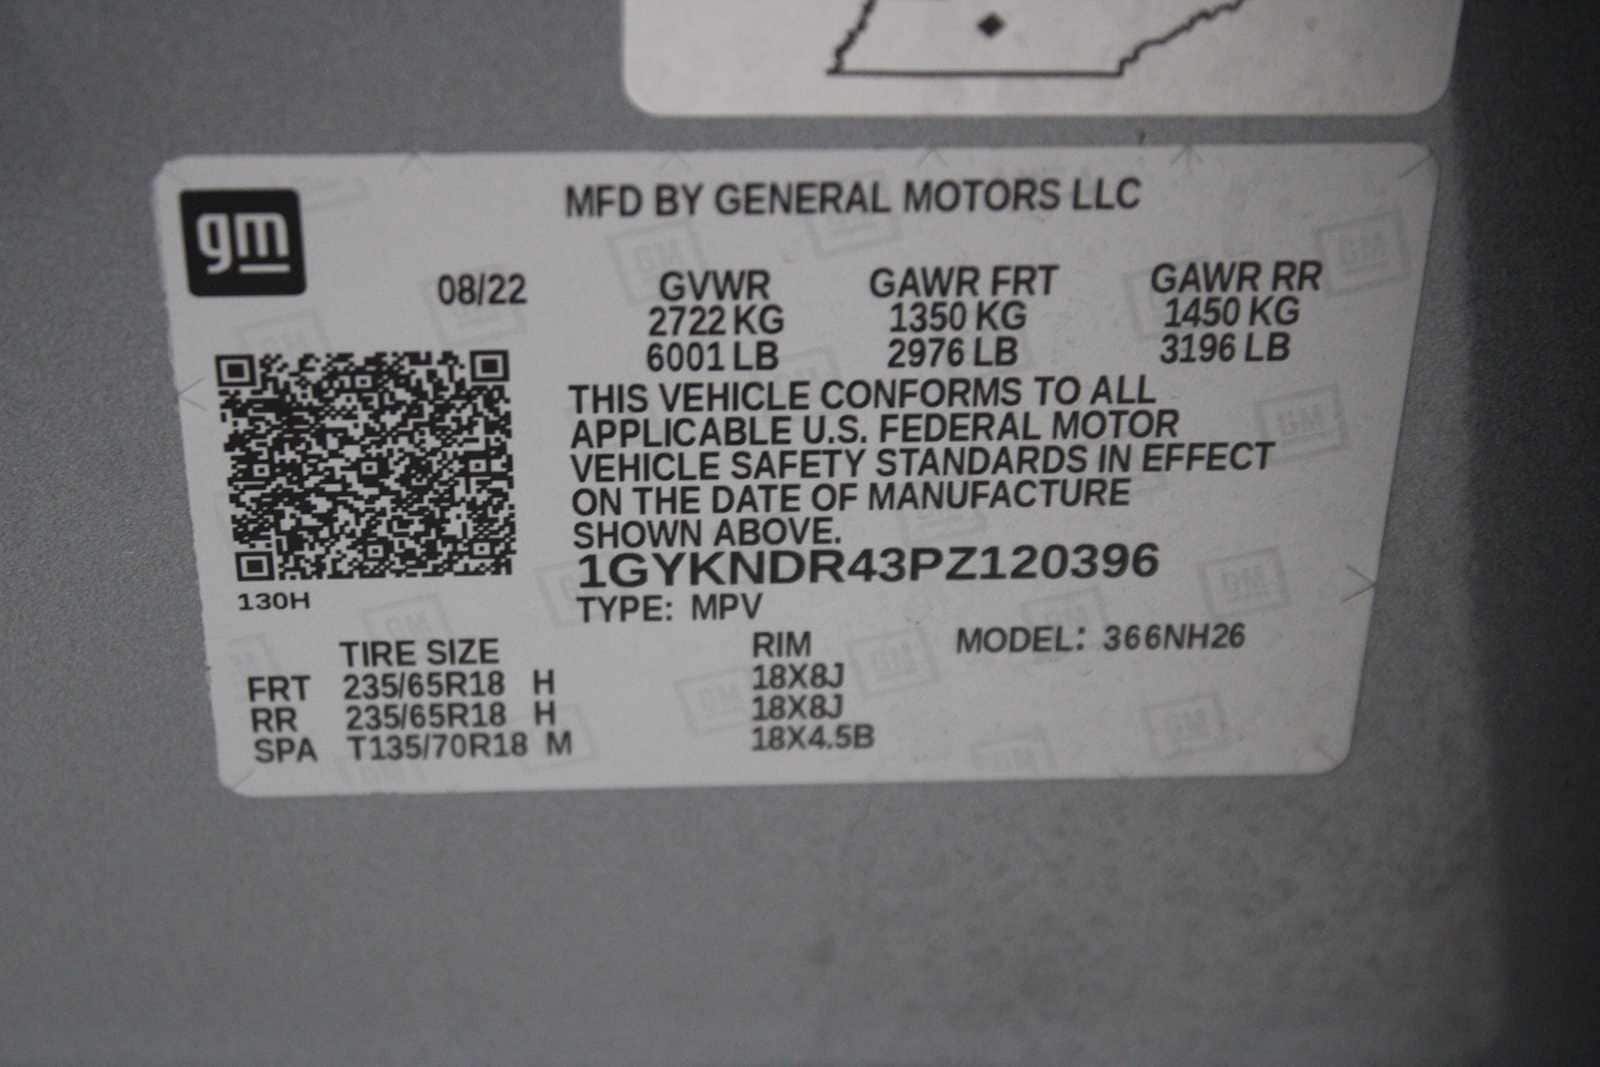 gm
MFD BY GENERAL MOTORS LLC
08/22 GVWR GAWR FRT GAWR RR
2722 KG 1350 KG 1450 KG
6001 LB 2976 LB 3196 LB
THIS VEHICLE CONFORMS TO ALL
APPLICABLE U.S. FEDERAL MOTOR
VEHICLE SAFETY STANDARDS IN EFFECT
ON THE DATE OF MANUFACTURE
SHOWN ABOVE.
1GYKNDR43PZ120396
130H
TYPE: MPV
TIRE SIZE RIM MODEL: 366NH26
FRT 235/65R18 H 18X8J
RR 235/65R18 H 18X8J
SPA T135/70R18 M 18X4.5B